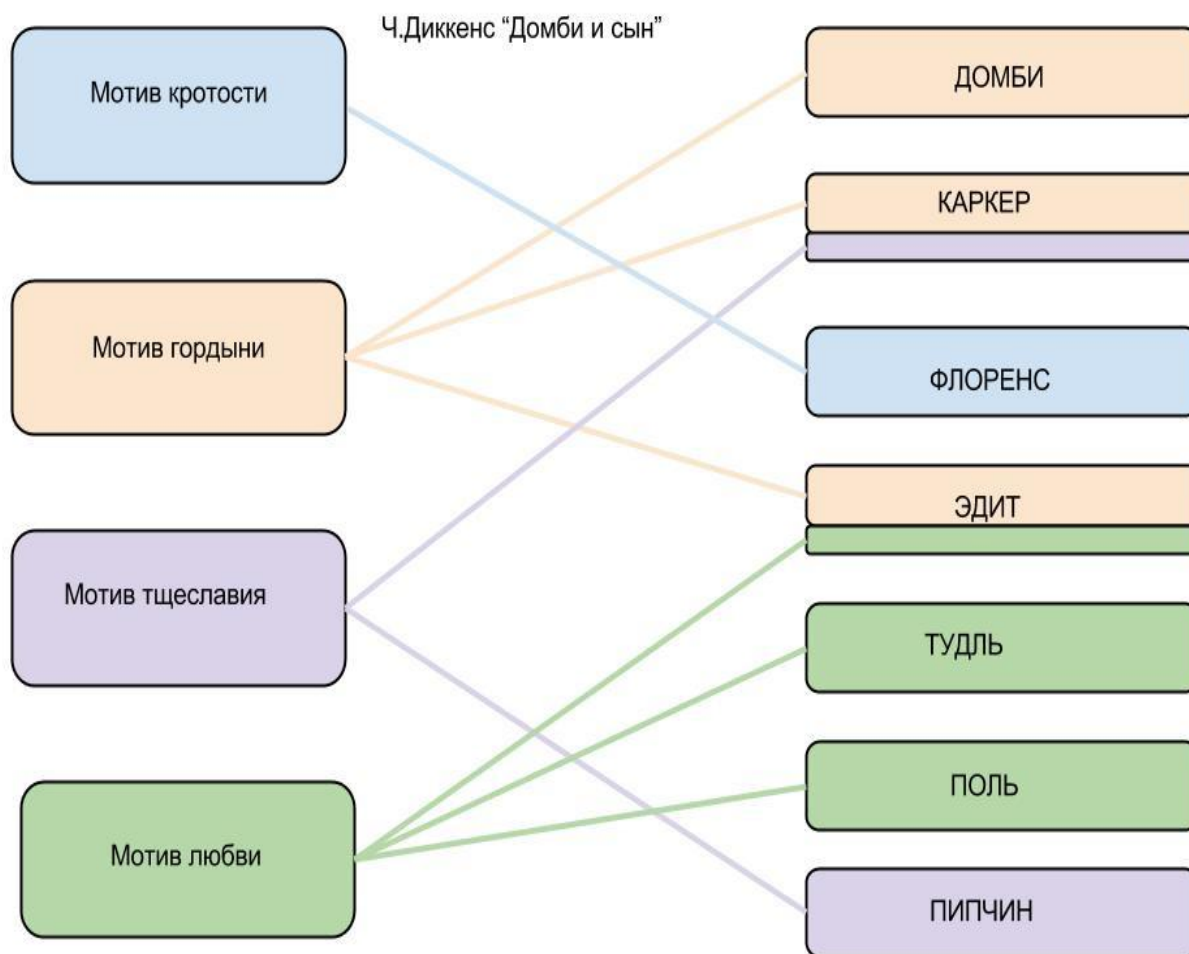 Ч.Диккенс “Домби и сын”
Мотив кротости
Мотив гордыни
Мотив тщеславия
Мотив любви
ДОМБИ
КАРКЕР
ФЛОРЕНС
ЭДИТ
ТУДЛЬ
ПОЛЬ
ПИПЧИН